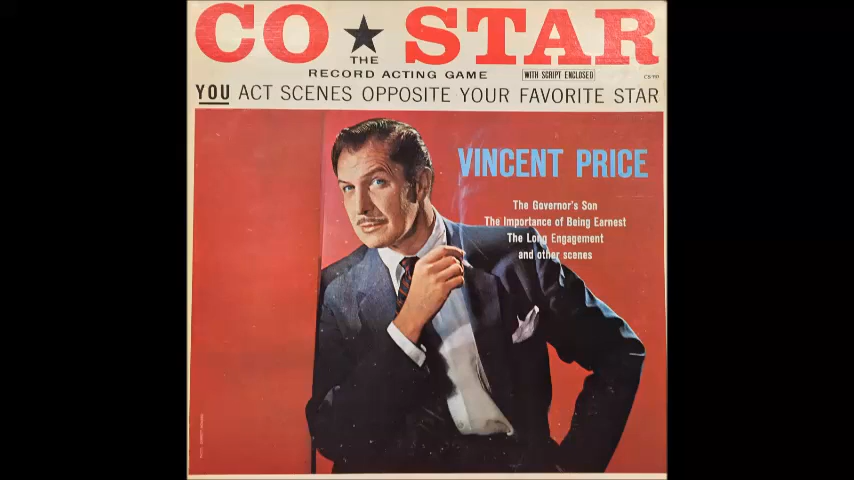 CO★STAR
THE
RECORD ACTING GAME
WITH SCRIPT ENCLOSED
YOU ACT SCENES OPPOSITE YOUR FAVORITE STAR
VINCENT PRICE
The Governor's Son
The Importance of Being Earnest
The Long Engagement
and other scenes